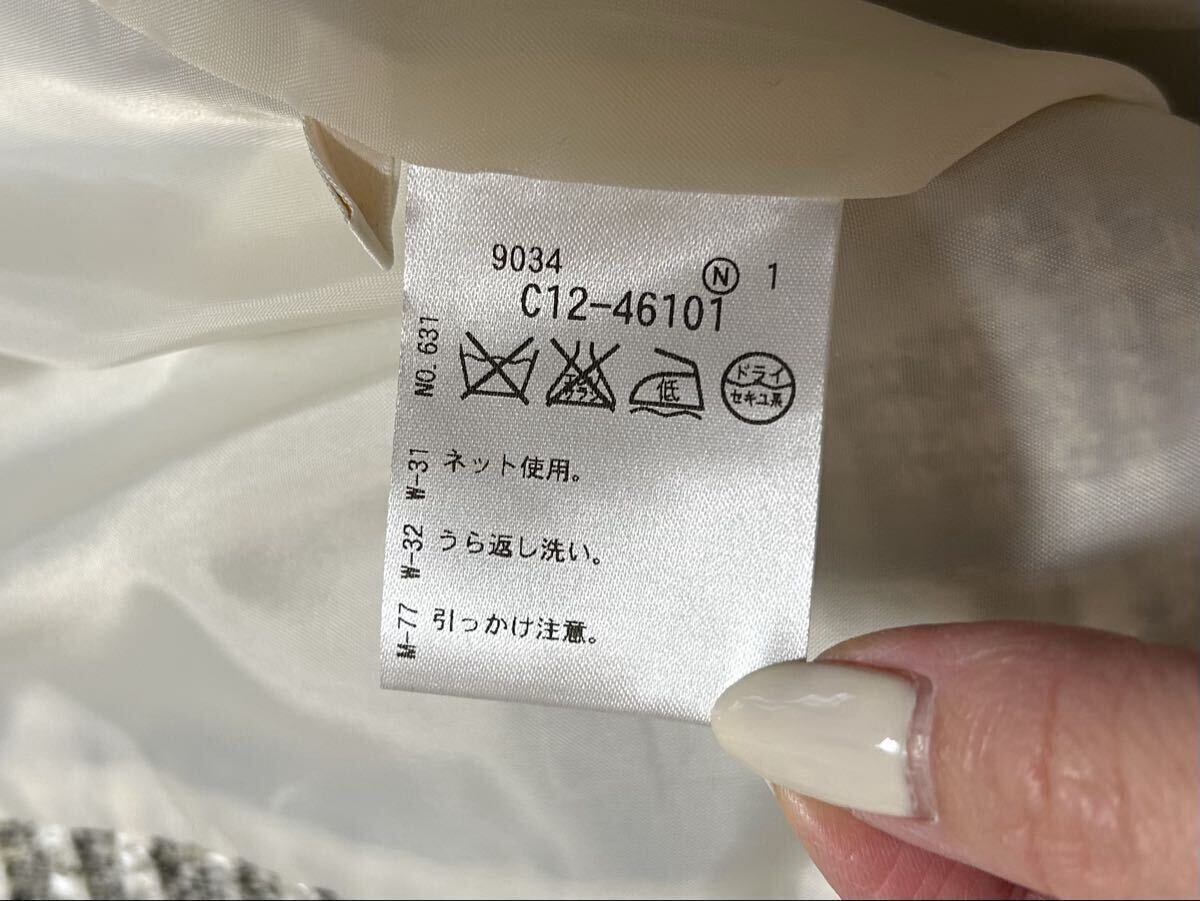 9034 Ⓝ 1
C12-46101
NO.631
低
ドライ
セキユ系
W-31 ネット使用。
W-32 うら返し洗い。
M-77 引っかけ注意。